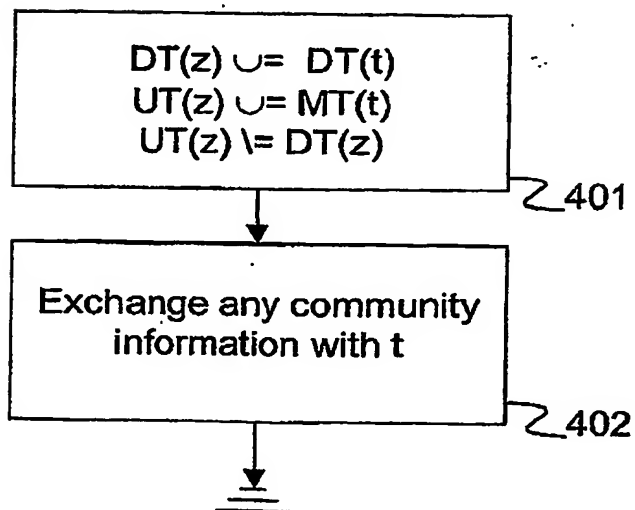 DT(z) ∪= DT(t)
UT(z) ∪= MT(t)
UT(z) \= DT(z)
401
Exchange any community
information with t
402